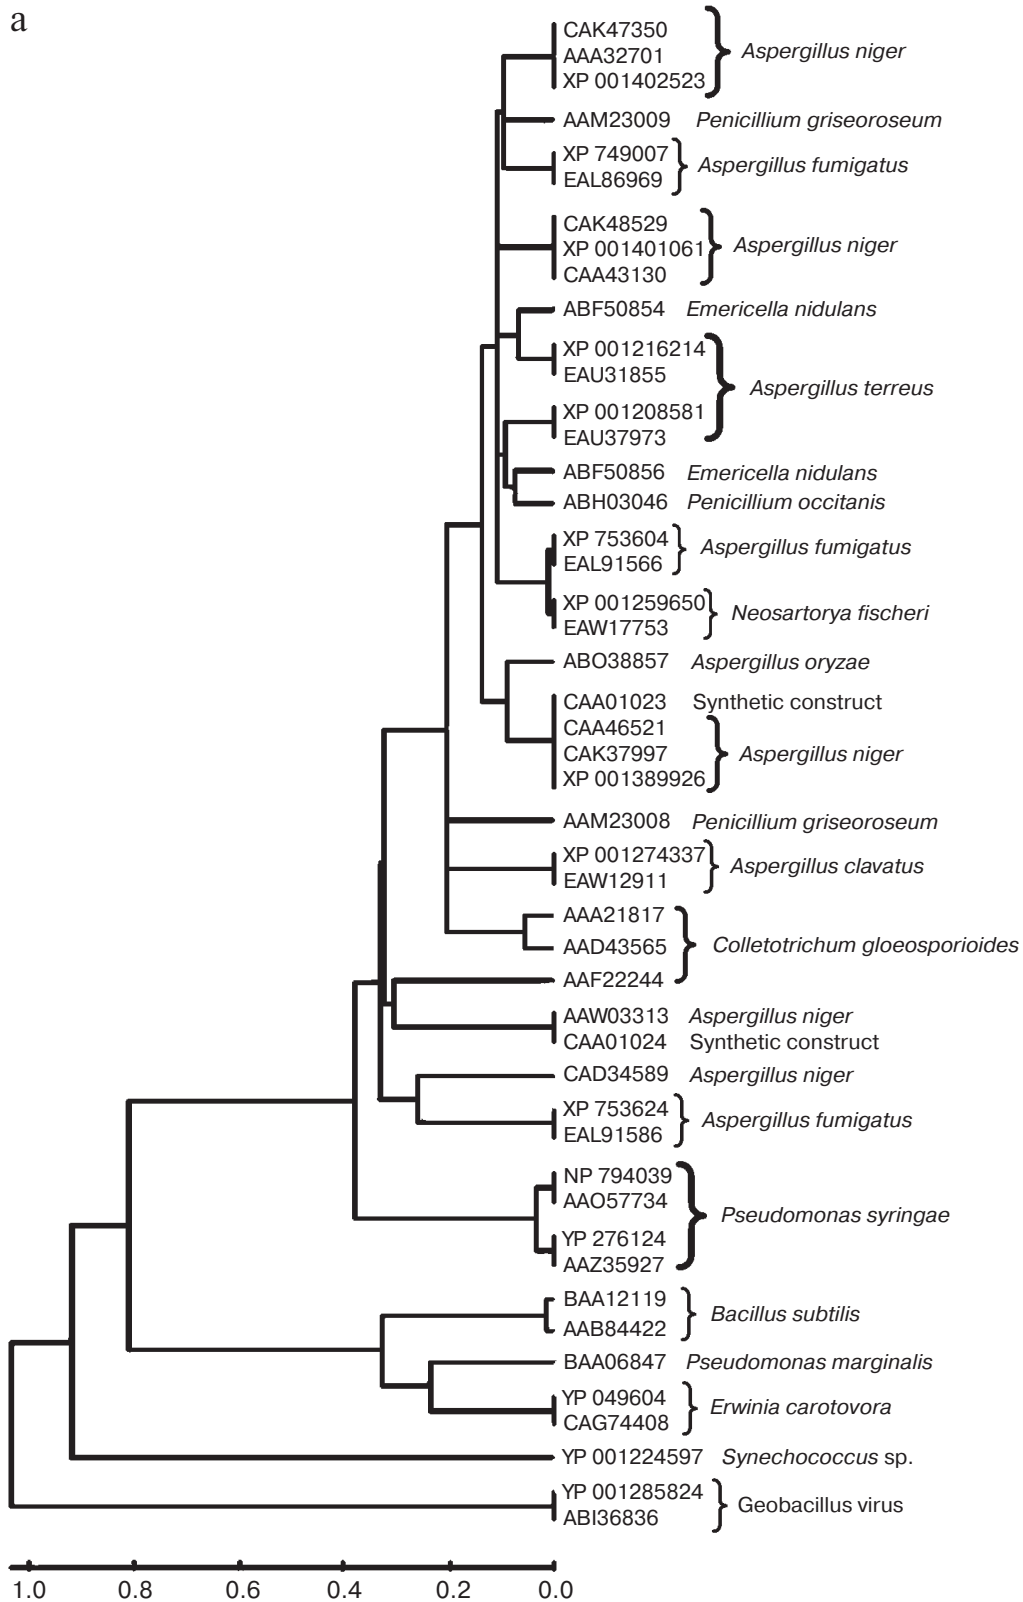 a
CAK47350
AAA32701 Aspergillus niger
XP 001402523
AAM23009 Penicillium griseoroseum
XP 749007 Aspergillus fumigatus
EAL86969
CAK48529
XP 001401061 Aspergillus niger
CAA43130
ABF50854 Emericella nidulans
XP 001216214
EAU31855
Aspergillus terreus
XP 001208581
EAU37973
ABF50856 Emericella nidulans
ABH03046 Penicillium occitanis
XP 753604 Aspergillus fumigatus
EAL91566
XP 001259650 Neosartorya fischeri
EAW17753
ABO38857 Aspergillus oryzae
CAA01023 Synthetic construct
CAA46521
CAK37997 Aspergillus niger
XP 001389926
AAM23008 Penicillium griseoroseum
XP 001274337 Aspergillus clavatus
EAW12911
AAA21817
AAD43565 Colletotrichum gloeosporioides
AAF22244
AAW03313 Aspergillus niger
CAA01024 Synthetic construct
CAD34589 Aspergillus niger
XP 753624 Aspergillus fumigatus
EAL91586
NP 794039
AAO57734
Pseudomonas syringae
YP 276124
AAZ35927
BAA12119 Bacillus subtilis
AAB84422
BAA06847 Pseudomonas marginalis
YP 049604 Erwinia carotovora
CAG74408
YP 001224597 Synechococcus sp.
YP 001285824 Geobacillus virus
ABI36836
1.0 0.8 0.6 0.4 0.2 0.0